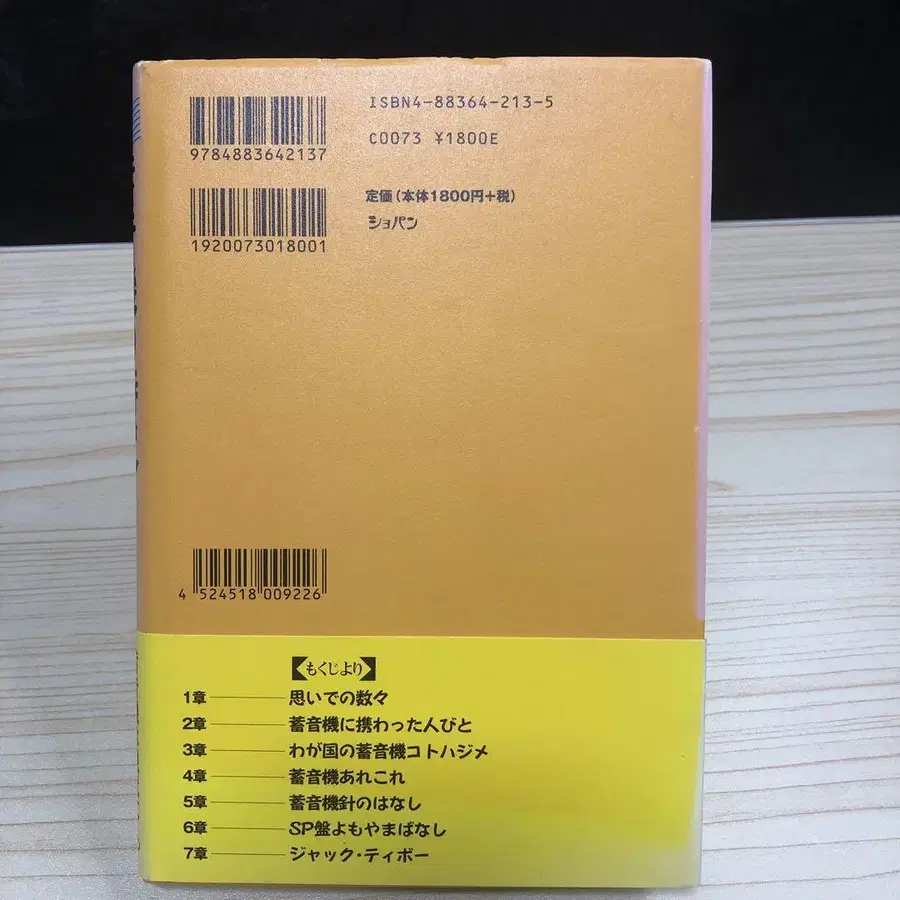 9784883642137
ISBN4-88364-213-5
C0073 ¥1800E
1920073018001
定価(本体1800円+税)
ショパン
4 524518 009226
【もくじより】
1章 思いでの数々
2章 蓄音機に携わった人びと
3章 わが国の蓄音機コトハジメ
4章 蓄音機あれこれ
5章 蓄音機針のはなし
6章 SP盤よもやまばなし
7章 ジャック・ティボー